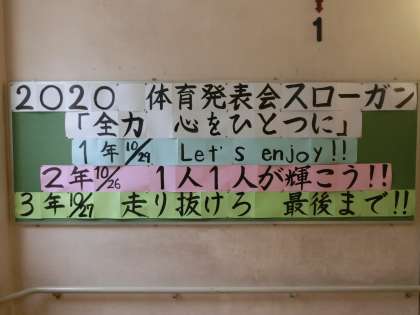 1
2020 体育発表会スローガン
「全力 心をひとつに」
1年10/29 Let's enjoy!!
2年10/26 1人1人が輝こう!!
3年10/27 走り抜けろ 最後まで!!